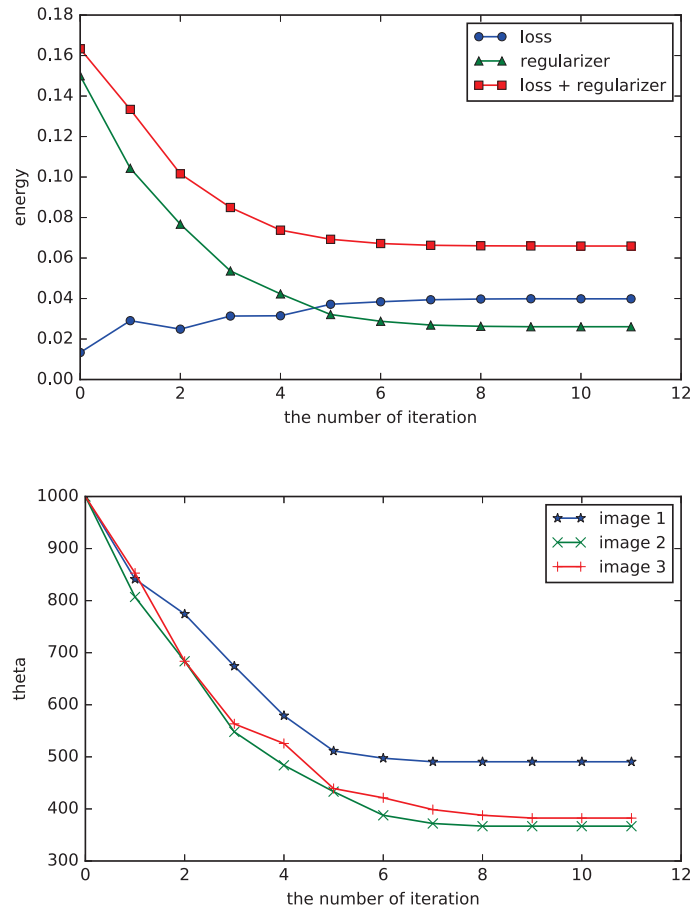 0.18
0.16
0.14
0.12
0.10
0.08
0.06
0.04
0.02
0.00
energy
loss
regularizer
loss + regularizer
0 2 4 6 8 10 12
the number of iteration
1000
900
800
700
600
500
400
300
theta
image 1
image 2
image 3
0 2 4 6 8 10 12
the number of iteration